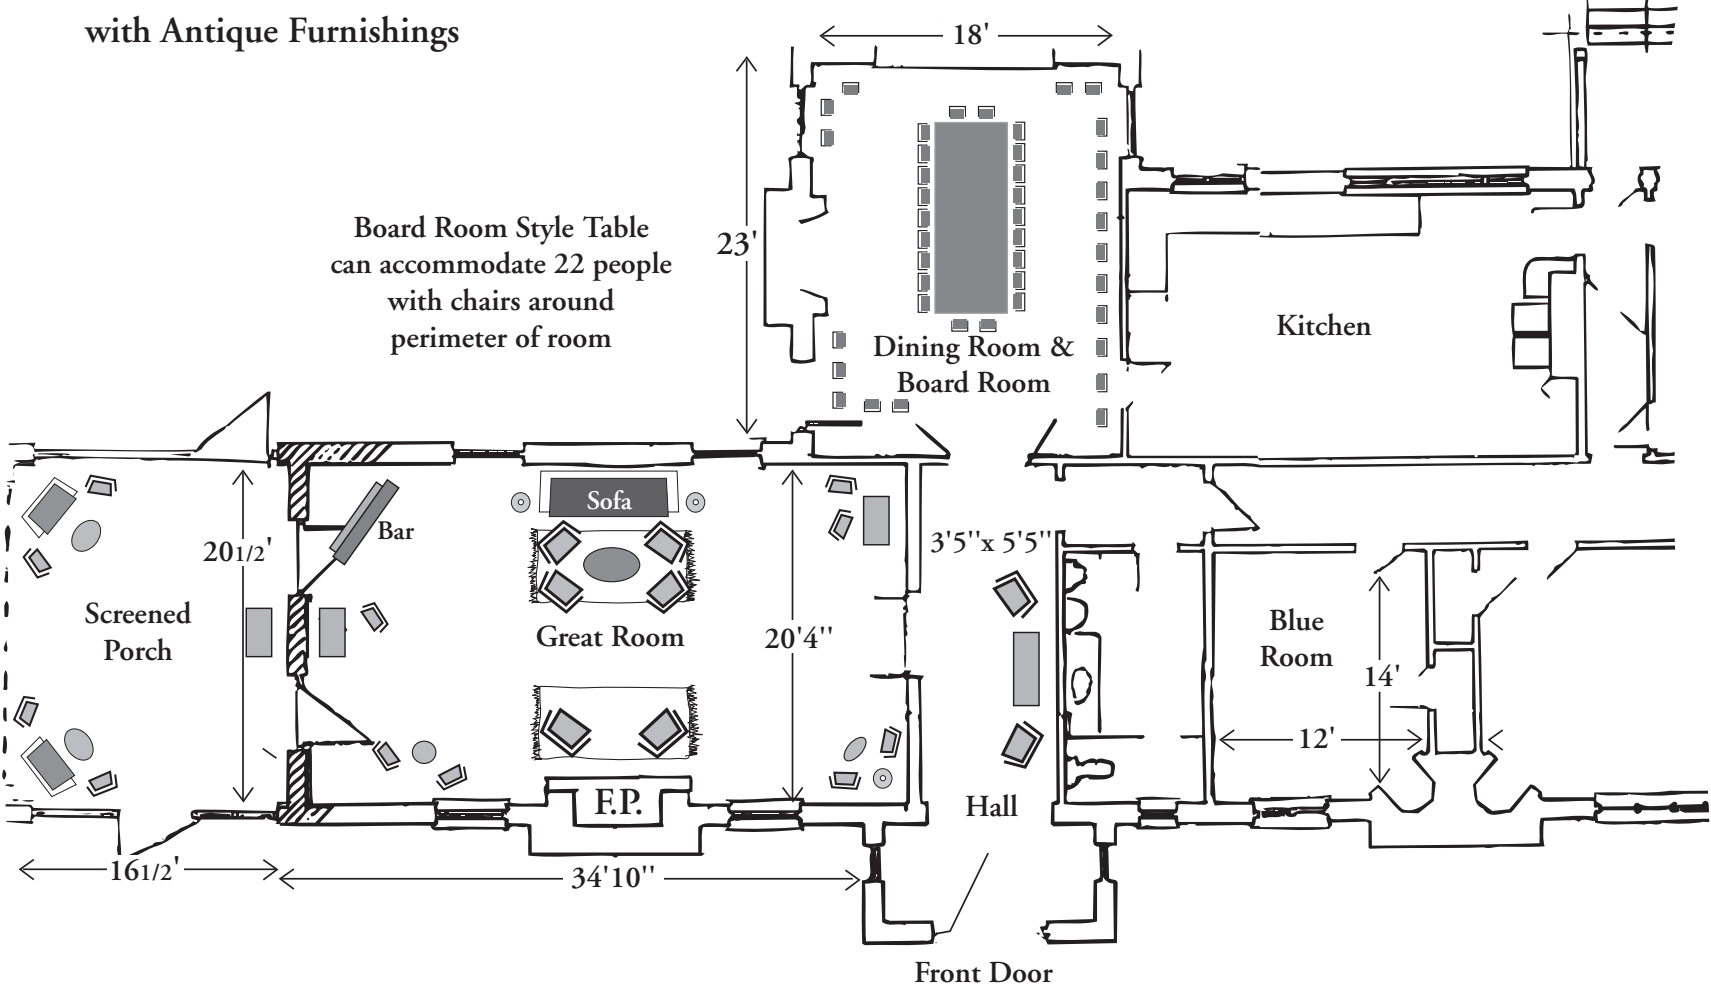 with Antique Furnishings
18'
23'
Board Room Style Table
can accommodate 22 people
with chairs around
perimeter of room
Dining Room &
Board Room
Kitchen
Sofa
Bar
20 1/2'
3'5"x 5'5"
Screened
Porch
Great Room
20'4"
Blue
Room
14'
12'
F.P.
Hall
16 1/2'
34'10"
Front Door